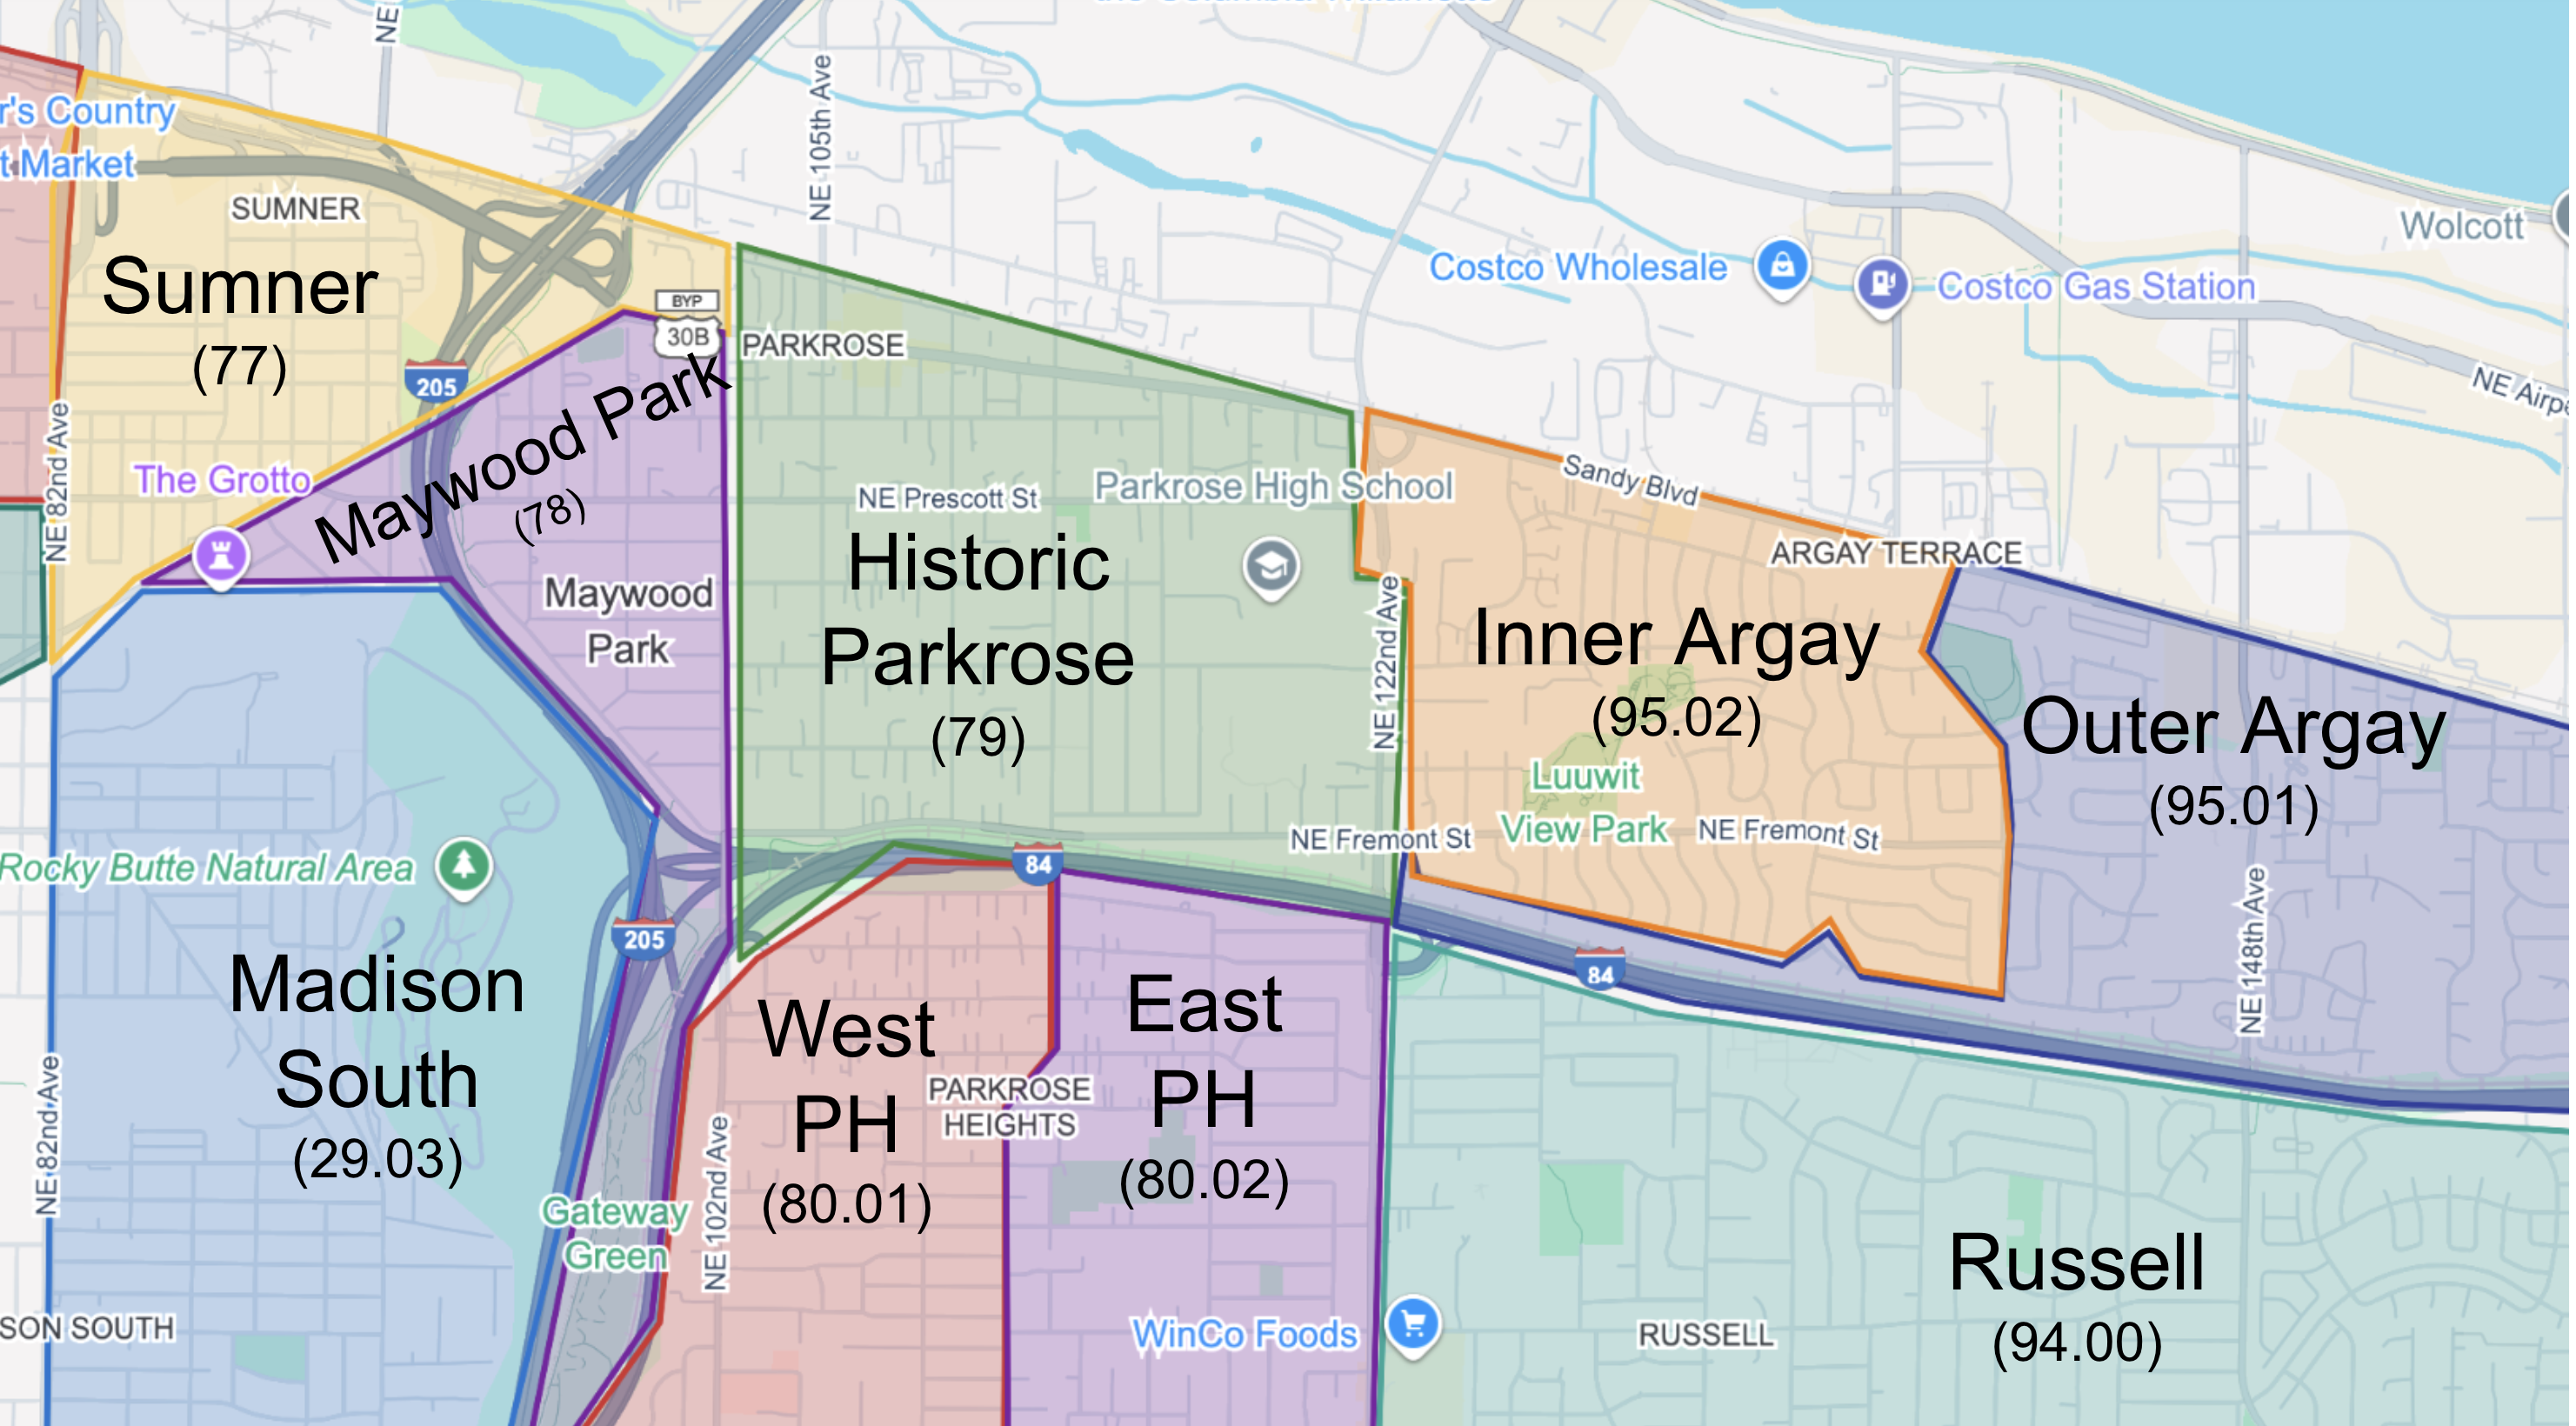 the Columbia Willamette
NE
r's Country
t Market
NE 105th Ave
SUMNER
Sumner
(77)
Wolcott
Costco Wholesale
Costco Gas Station
BYP
30B
PARKROSE
205
NE Airp
Sandy Blvd
Maywood Park
(78)
The Grotto
NE 82nd Ave
NE Prescott St
Parkrose High School
ARGAY TERRACE
Historic
Parkrose
(79)
Maywood
Park
NE 122nd Ave
Inner Argay
(95.02)
Outer Argay
(95.01)
Luuwit
View Park
NE Fremont St
NE Fremont St
Rocky Butte Natural Area
84
205
84
NE 148th Ave
Madison
South
(29.03)
West
PH
(80.01)
PARKROSE
HEIGHTS
East
PH
(80.02)
NE 82nd Ave
NE 102nd Ave
Gateway
Green
Russell
(94.00)
SON SOUTH
WinCo Foods
RUSSELL